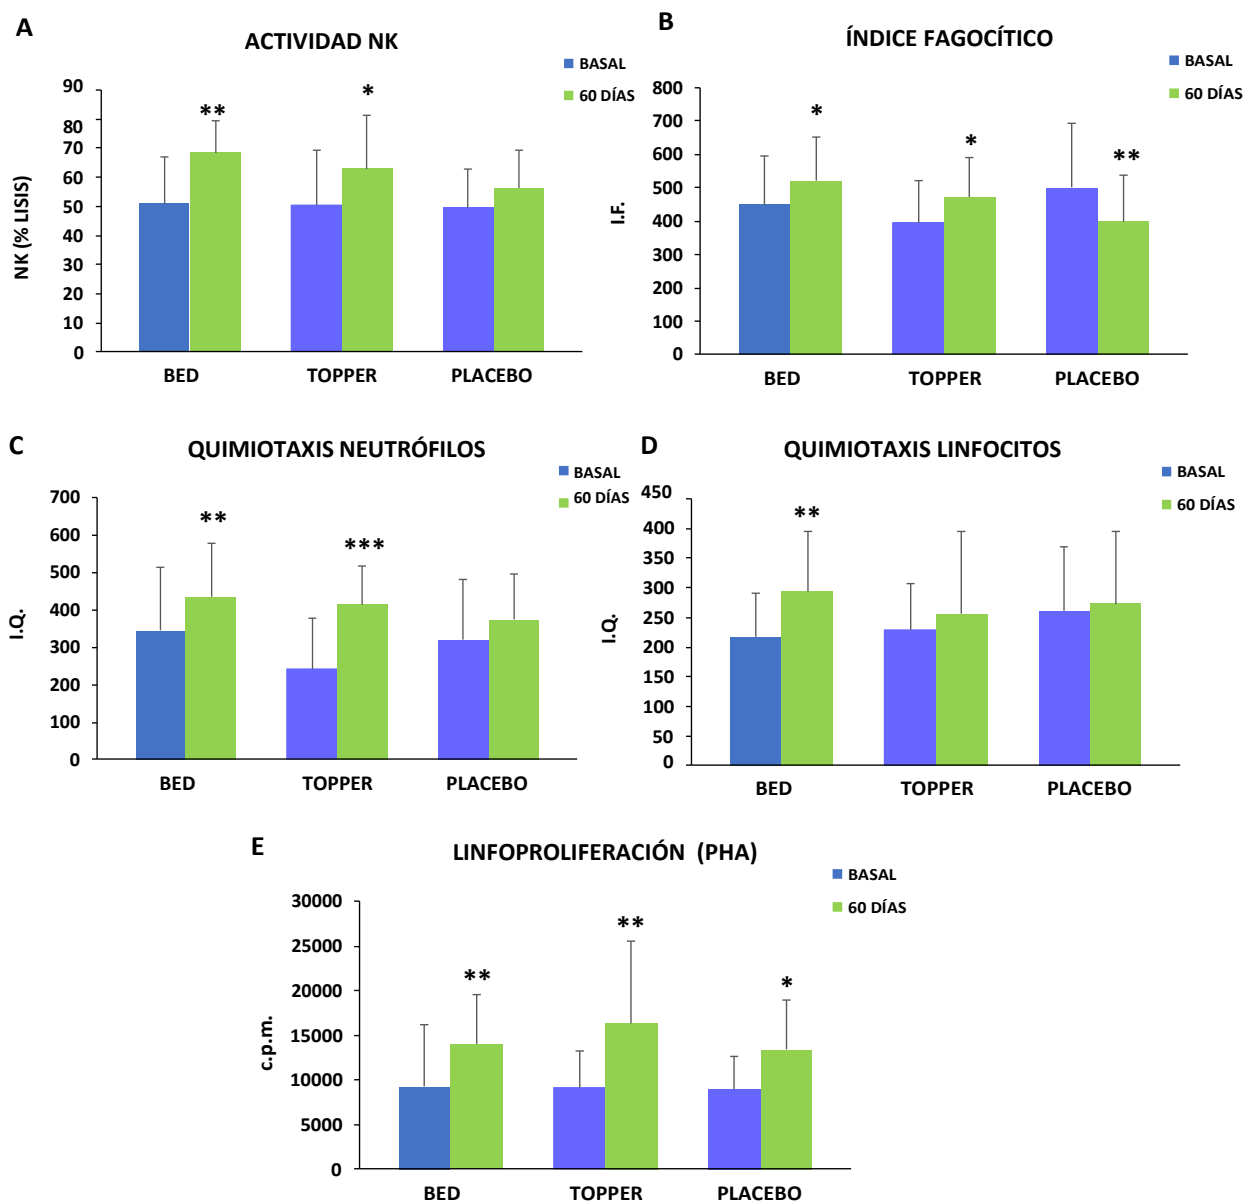 A
ACTIVIDAD NK
BASAL
60 DÍAS
NK (% LISIS)
90
80
70
60
50
40
30
20
10
0
**
*
BED
TOPPER
PLACEBO
B
ÍNDICE FAGOCÍTICO
BASAL
60 DÍAS
I.F.
800
700
600
500
400
300
200
100
0
*
*
**
BED
TOPPER
PLACEBO
C
QUIMIOTAXIS NEUTRÓFILOS
BASAL
60 DÍAS
I.Q.
700
600
500
400
300
200
100
0
**
***
BED
TOPPER
PLACEBO
D
QUIMIOTAXIS LINFOCITOS
BASAL
60 DÍAS
I.Q.
450
400
350
300
250
200
150
100
50
0
**
BED
TOPPER
PLACEBO
E
LINFOPROLIFERACIÓN (PHA)
BASAL
60 DÍAS
c.p.m.
30000
25000
20000
15000
10000
5000
0
**
**
*
BED
TOPPER
PLACEBO